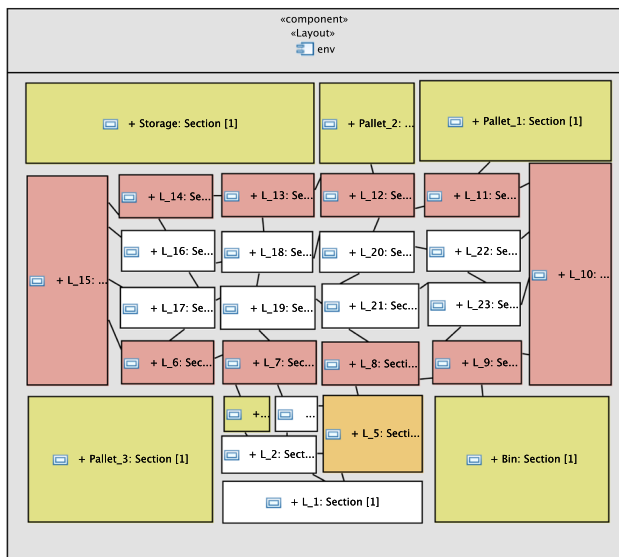 «component»
«Layout»
env
+ Storage: Section [1]
+ Pallet_2: ...
+ Pallet_1: Section [1]
+ L_14: Se...
+ L_13: Se...
+ L_12: Se...
+ L_11: Se...
+ L_15: ...
+ L_16: Se...
+ L_18: Se...
+ L_20: Se...
+ L_22: Se...
+ L_10: ...
+ L_17: Se...
+ L_19: Se...
+ L_21: Sec...
+ L_23: Se...
+ L_6: Sec...
+ L_7: Sec...
+ L_8: Secti...
+ L_9: Se...
+...
...
+ L_5: Secti...
+ Pallet_3: Section [1]
+ L_2: Sect...
+ Bin: Section [1]
+ L_1: Section [1]